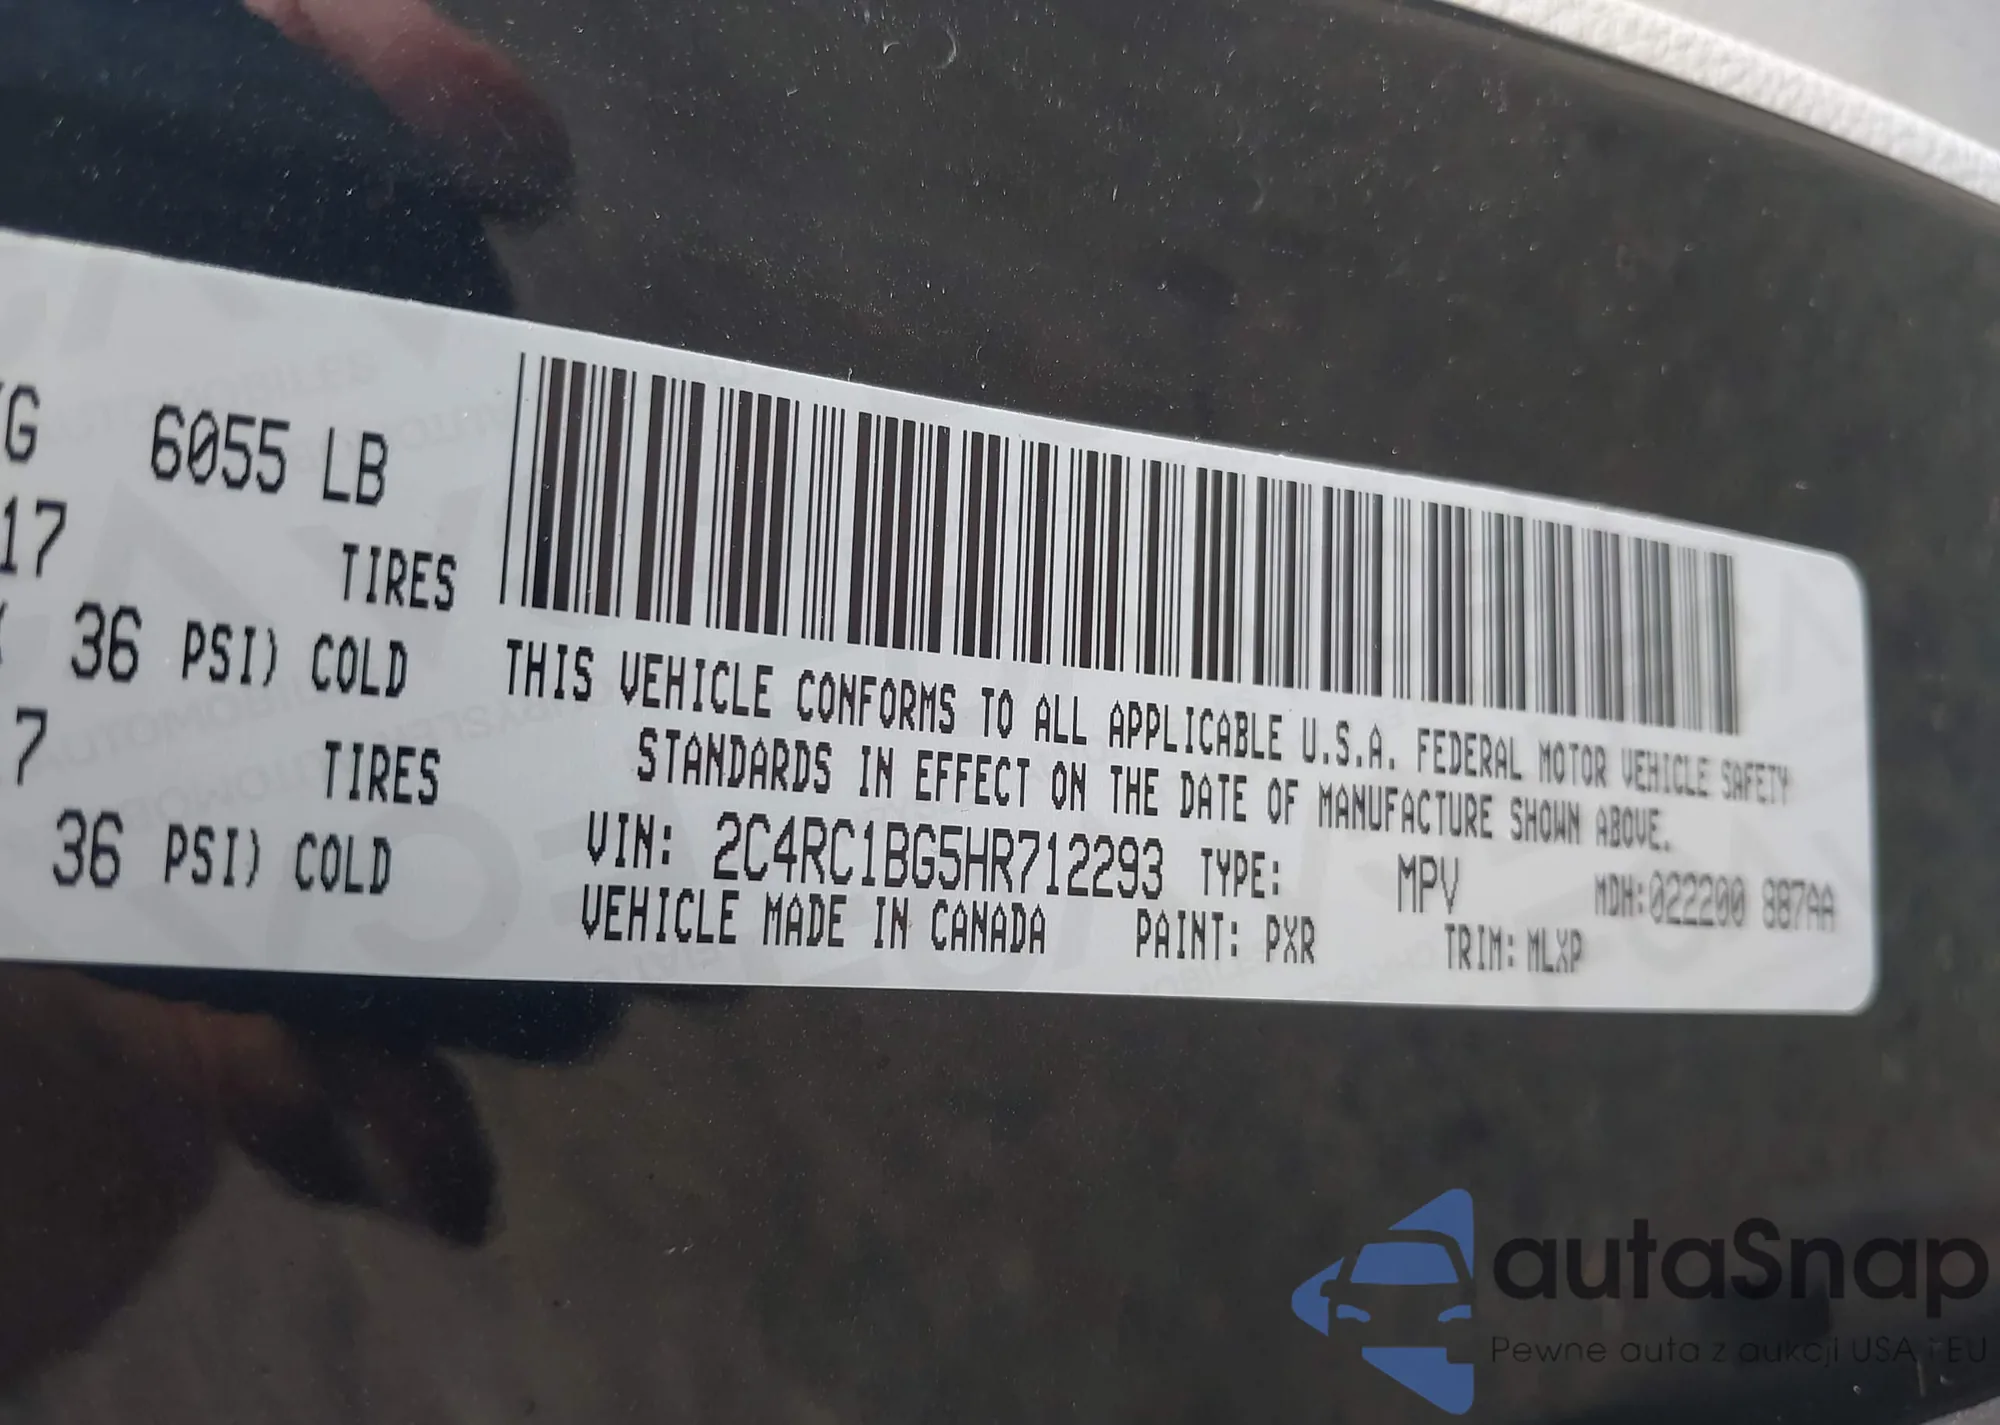 6055 LB
17
TIRES
36 PSI) COLD
7
TIRES
36 PSI) COLD
THIS VEHICLE CONFORMS TO ALL APPLICABLE U.S.A. FEDERAL MOTOR VEHICLE SAFETY
STANDARDS IN EFFECT ON THE DATE OF MANUFACTURE SHOWN ABOVE.
VIN: 2C4RC1BG5HR712293 TYPE: MPV MDH:022200 887AA
VEHICLE MADE IN CANADA PAINT: PXR TRIM: MLXP
autaSnap
Pewne auta z aukcji USA i EU